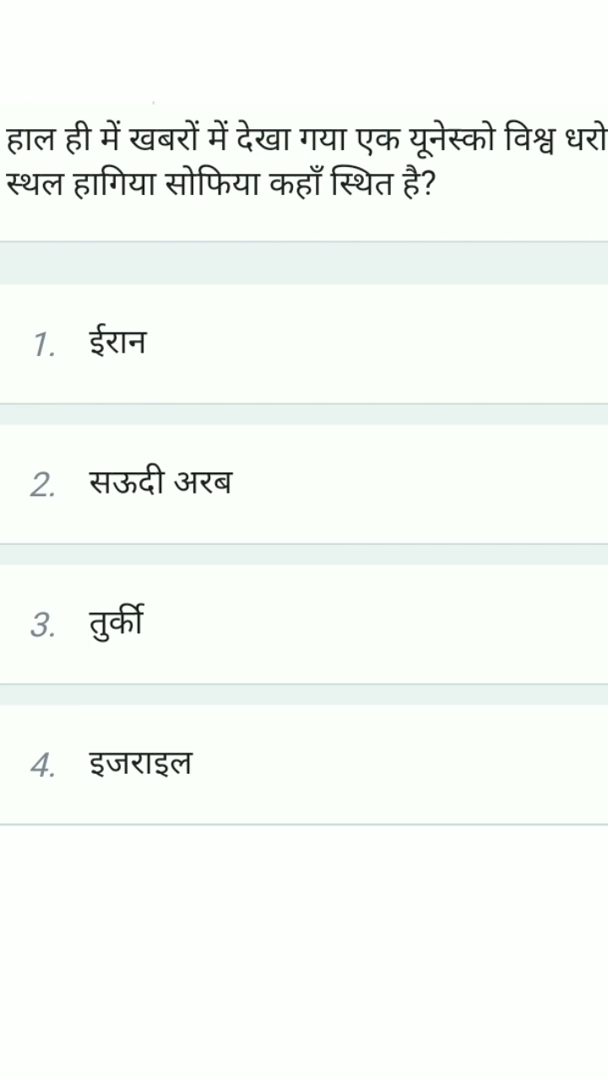 हाल ही में खबरों में देखा गया एक यूनेस्को विश्व धरो
स्थल हागिया सोफिया कहाँ स्थित है?
1. ईरान
2. सऊदी अरब
3. तुर्की
4. इजराइल